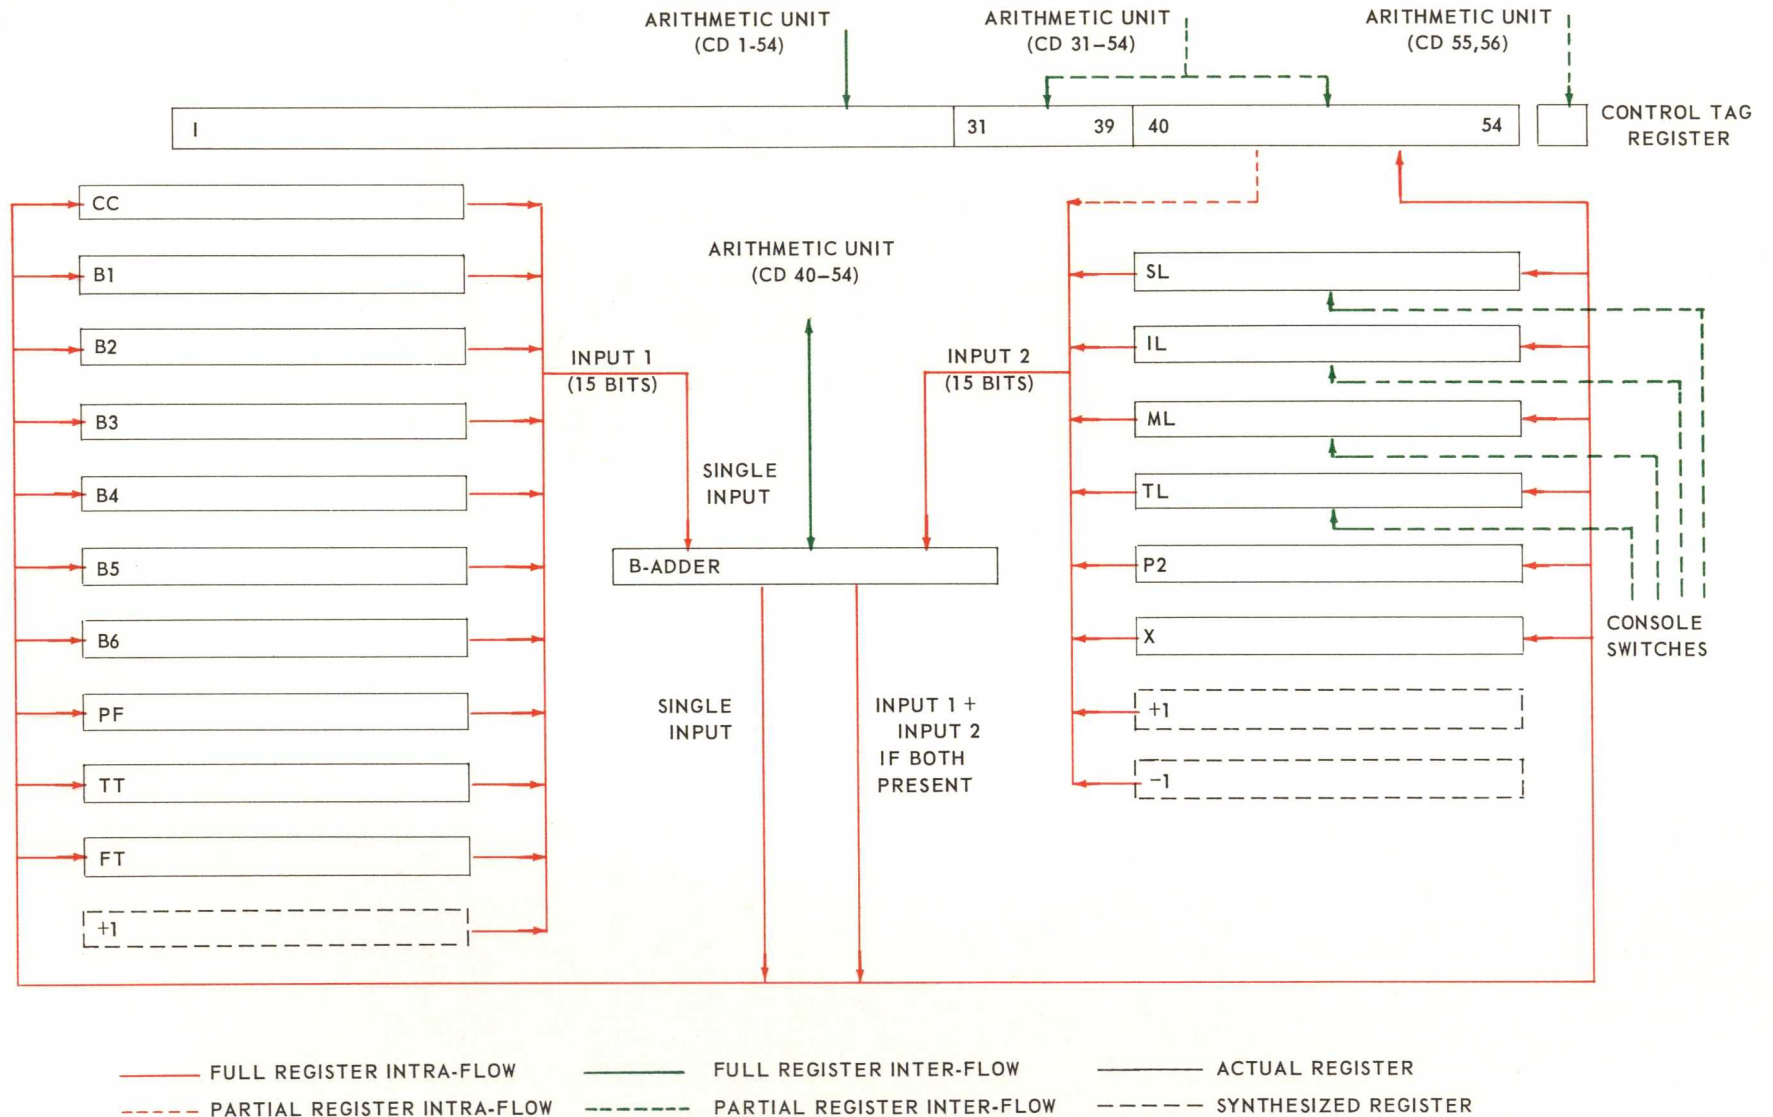 ARITHMETIC UNIT
(CD 1-54)
ARITHMETIC UNIT
(CD 31–54)
ARITHMETIC UNIT
(CD 55,56)
I
31
39
40
54
CONTROL TAG
REGISTER
CC
B1
B2
B3
B4
B5
B6
PF
TT
FT
+1
INPUT 1
(15 BITS)
ARITHMETIC UNIT
(CD 40–54)
INPUT 2
(15 BITS)
SINGLE
INPUT
B-ADDER
SINGLE
INPUT
INPUT 1 +
INPUT 2
IF BOTH
PRESENT
SL
IL
ML
TL
P2
X
+1
−1
CONSOLE
SWITCHES
FULL REGISTER INTRA-FLOW
FULL REGISTER INTER-FLOW
ACTUAL REGISTER
PARTIAL REGISTER INTRA-FLOW
PARTIAL REGISTER INTER-FLOW
SYNTHESIZED REGISTER